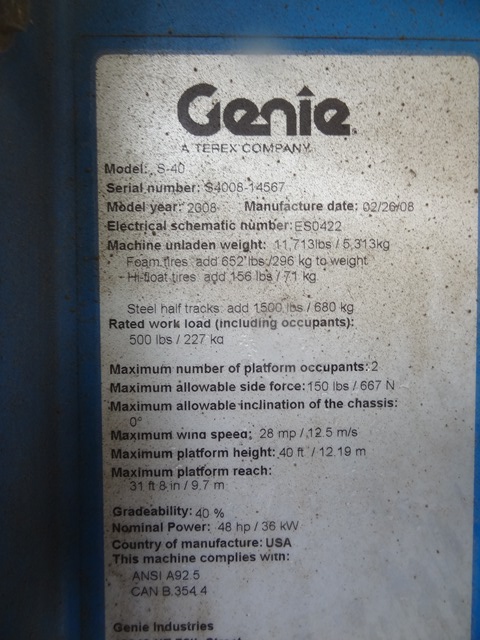 Genie
A TEREX COMPANY
Model: S-40
Serial number: S4008-14567
Model year: 2008 Manufacture date: 02/26/08
Electrical schematic number: ES0422
Machine unladen weight: 11,713lbs / 5,313kg
Foam tires add 652 lbs/296 kg to weight
Hi-float tires add 156 lbs / 71 kg
Steel half tracks add 1500 lbs / 680 kg
Rated work load (including occupants):
500 lbs / 227 kg
Maximum number of platform occupants: 2
Maximum allowable side force: 150 lbs / 667 N
Maximum allowable inclination of the chassis:
0°
Maximum wind speed: 28 mp / 12.5 m/s
Maximum platform height: 40 ft / 12.19 m
Maximum platform reach:
31 ft 8 in / 9.7 m
Gradeability: 40 %
Nominal Power: 48 hp / 36 kW
Country of manufacture: USA
This machine complies with:
ANSI A92.5
CAN B.354.4
Genie Industries